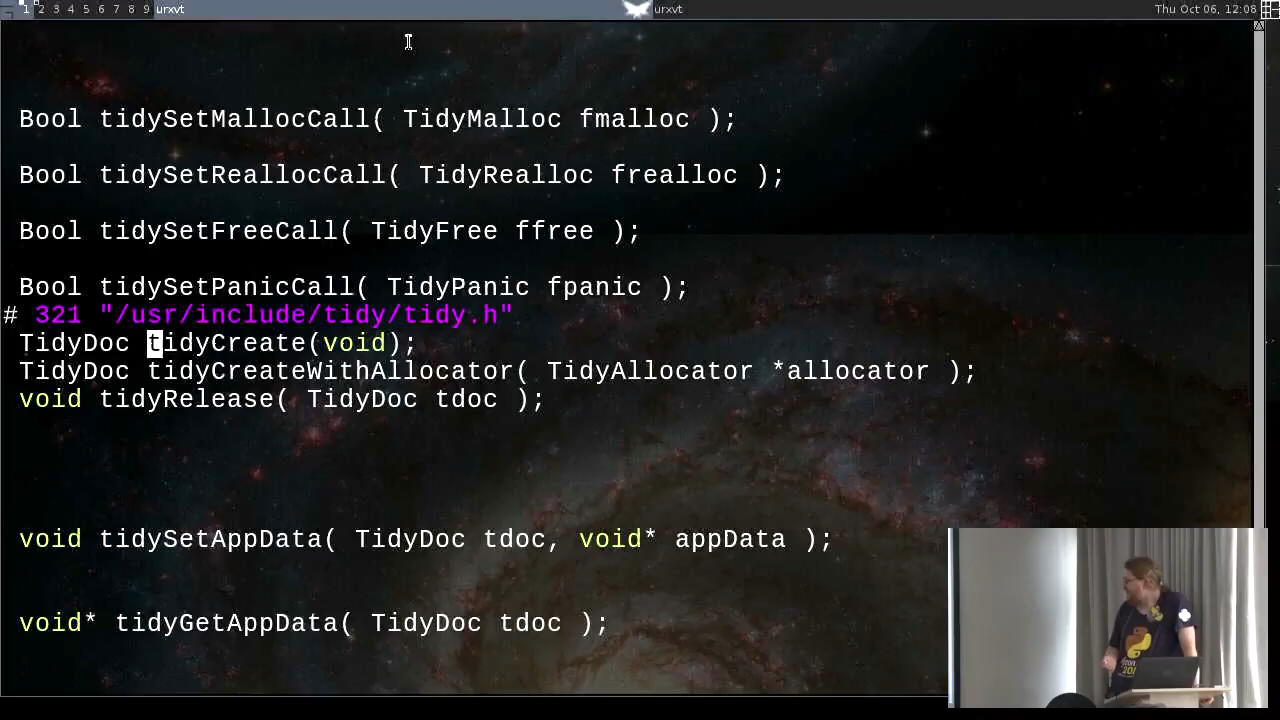 1 2 3 4 5 6 7 8 9 urxvt urxvt Thu Oct 06, 12:08
Bool tidySetMallocCall( TidyMalloc fmalloc );
Bool tidySetReallocCall( TidyRealloc frealloc );
Bool tidySetFreeCall( TidyFree ffree );
Bool tidySetPanicCall( TidyPanic fpanic );
# 321 "/usr/include/tidy/tidy.h"
TidyDoc tidyCreate(void);
TidyDoc tidyCreateWithAllocator( TidyAllocator *allocator );
void tidyRelease( TidyDoc tdoc );
void tidySetAppData( TidyDoc tdoc, void* appData );
void* tidyGetAppData( TidyDoc tdoc );